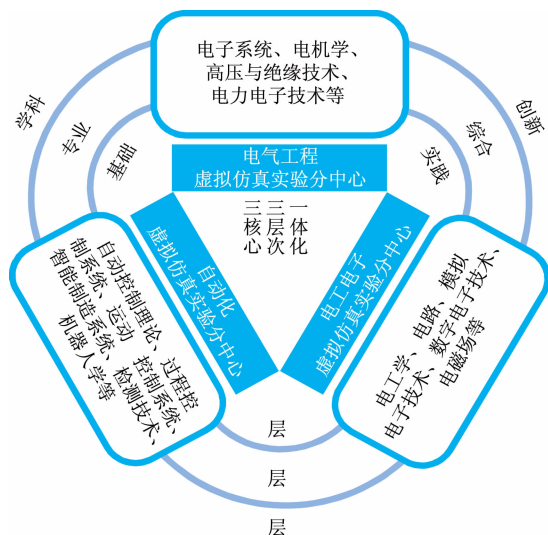 电子系统、电机学、
高压与绝缘技术、
电力电子技术等
学科
专业
基础
创新
综合
实践
电气工程
虚拟仿真实验分中心
三核心
三层次
一体化
自动化
虚拟仿真实验分中心
电工电子
虚拟仿真实验分中心
自动控制理论、过程控
制系统、运动控制系统、
智能制造系统、检测技术、
机器人学等
电工学、电路、模拟
电子技术、数字电子技术、
电磁场等
层
层
层